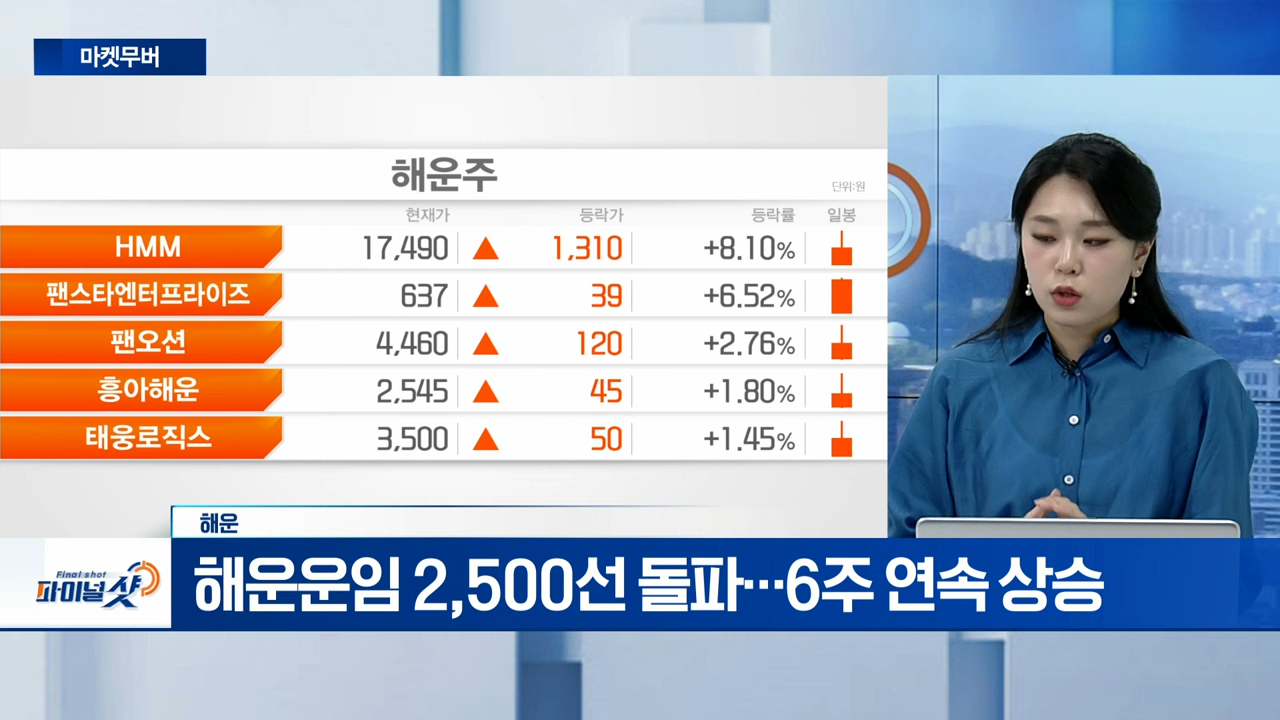 마켓무버
해운주
단위:원
현재가 등락가 등락률 일봉
HMM 17,490 ▲ 1,310 +8.10%
팬스타엔터프라이즈 637 ▲ 39 +6.52%
팬오션 4,460 ▲ 120 +2.76%
흥아해운 2,545 ▲ 45 +1.80%
태웅로직스 3,500 ▲ 50 +1.45%
해운
Final shot
파이널샷
해운운임 2,500선 돌파…6주 연속 상승